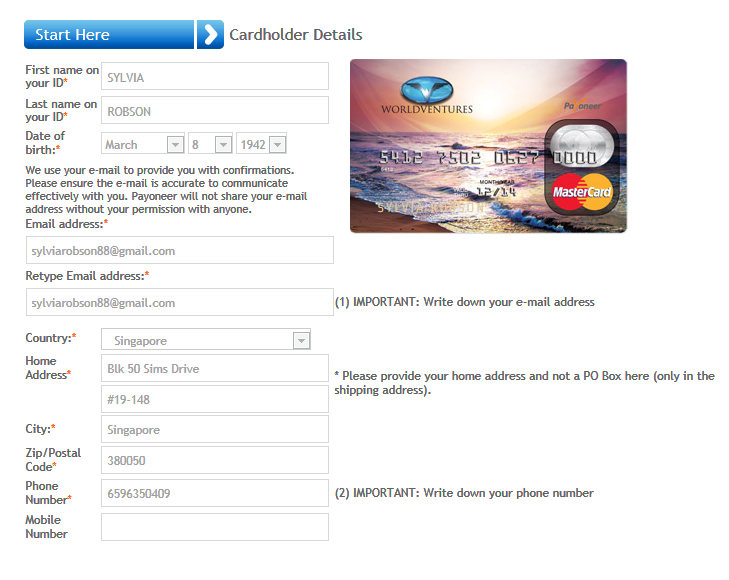 Start Here
Cardholder Details
First name on
your ID*
SYLVIA
Last name on
your ID*
ROBSON
Date of
birth:*
March 8 1942
We use your e-mail to provide you with confirmations.
Please ensure the e-mail is accurate to communicate
effectively with you. Payoneer will not share your e-mail
address without your permission with anyone.
Email address:*
sylviarobson88@gmail.com
Retype Email address:*
sylviarobson88@gmail.com
(1) IMPORTANT: Write down your e-mail address
Country:*
Singapore
Home
Address*
Blk 50 Sims Drive
#19-148
* Please provide your home address and not a PO Box here (only in the
shipping address).
City:*
Singapore
Zip/Postal
Code*
380050
Phone
Number*
6596350409
(2) IMPORTANT: Write down your phone number
Mobile
Number
WORLDVENTURES
Payoneer
5412 7502 0627 0000
5412
MONTH/YEAR
12/14
SYLVIA ROBSON
MasterCard